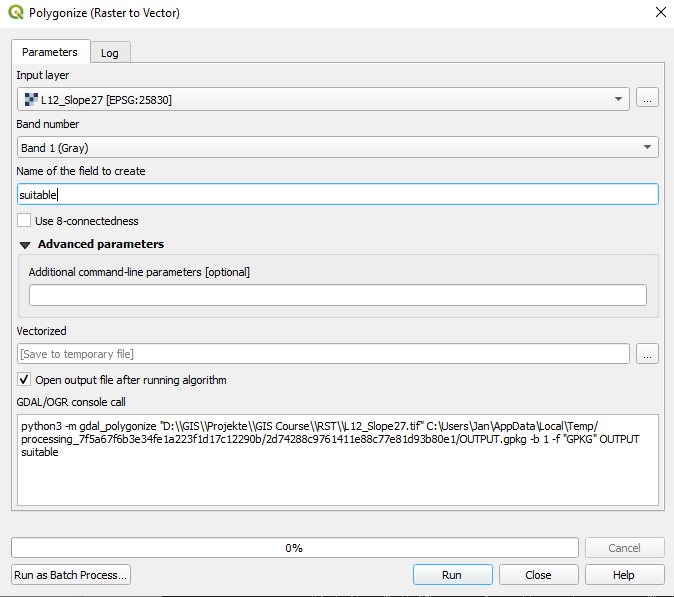 Polygonize (Raster to Vector)
Parameters
Log
Input layer
L12_Slope27 [EPSG:25830]
...
Band number
Band 1 (Gray)
Name of the field to create
suitable
Use 8-connectedness
Advanced parameters
Additional command-line parameters [optional]
Vectorized
[Save to temporary file]
...
Open output file after running algorithm
GDAL/OGR console call
python3 -m gdal_polygonize "D:\\GIS\\Projekte\\GIS Course\\RST\\L12_Slope27.tif" C:\Users\Jan\AppData\Local\Temp/
processing_7f5a67f6b3e34fe1a223f1d17c12290b/2d74288c9761411e88c77e81d93b80e1/OUTPUT.gpkg -b 1 -f "GPKG" OUTPUT
suitable
0%
Cancel
Run as Batch Process...
Run
Close
Help